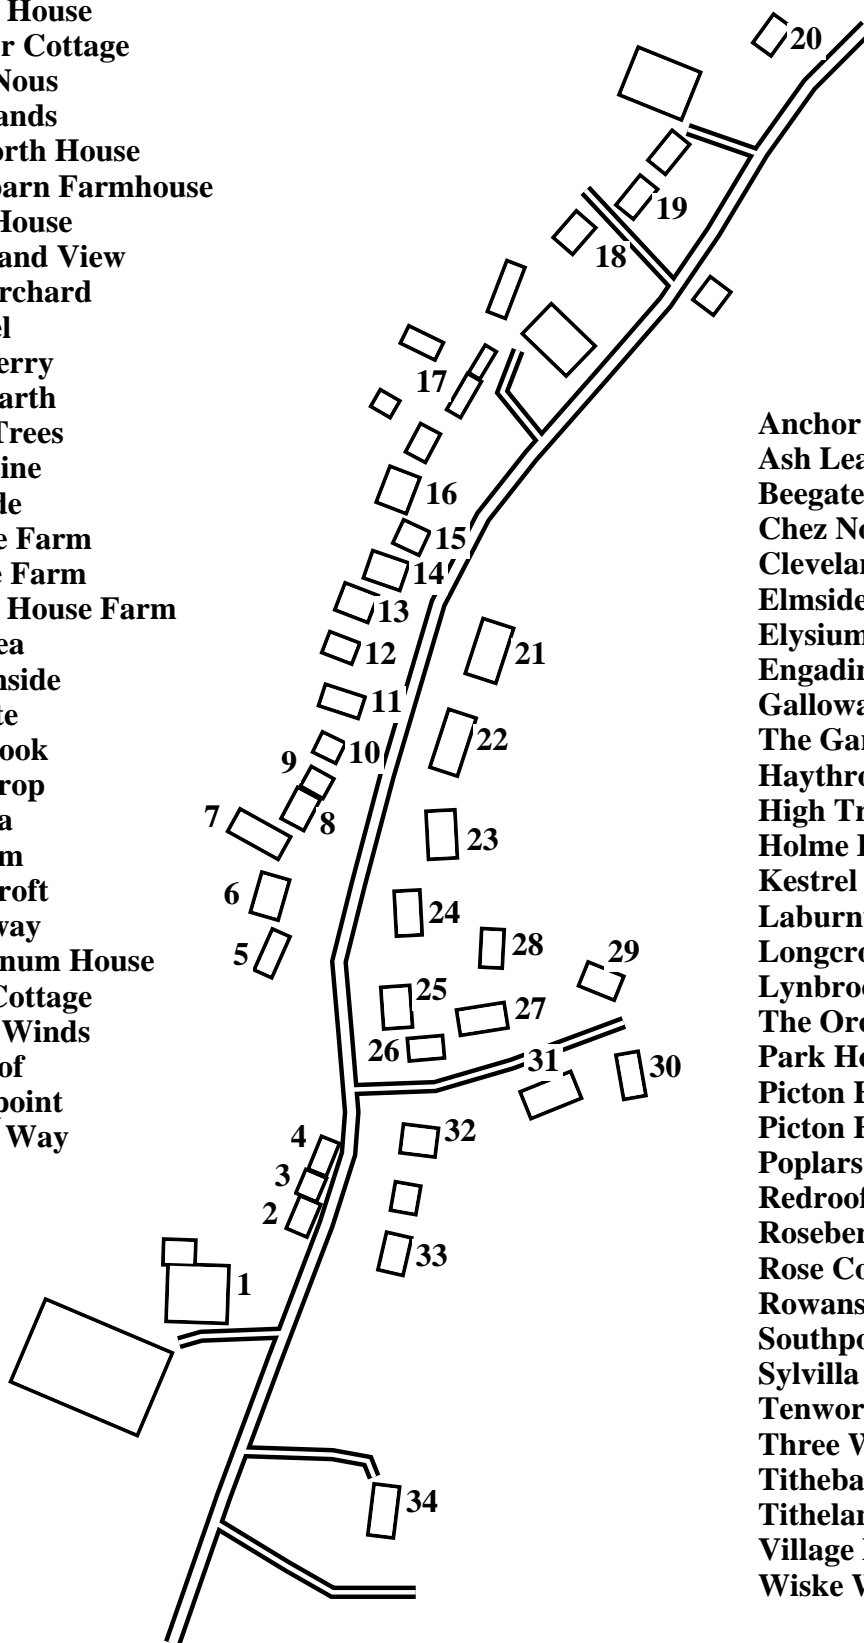 House
r Cottage
Nous
ands
orth House
barn Farmhouse
House
and View
rchard
el
erry
arth
Trees
ine
de
e Farm
e Farm
House Farm
ea
nside
te
ook
rop
a
m
roft
way
num House
Cottage
Winds
of
point
Way
20
19
18
17
16
15
14
13
12
11
10
9
8
7
6
5
21
22
23
24
28
29
25
27
26
31
30
4
32
3
2
33
1
34
Anchor
Ash Lea
Beegate
Chez No
Clevelan
Elmside
Elysium
Engadin
Gallowa
The Gar
Haythro
High Tr
Holme H
Kestrel
Laburnu
Longcro
Lynbroo
The Orc
Park Ho
Picton F
Picton H
Poplars
Redroof
Roseber
Rose Co
Rowans
Southpo
Sylvilla
Tenwor
Three W
Titheba
Tithelan
Village H
Wiske W